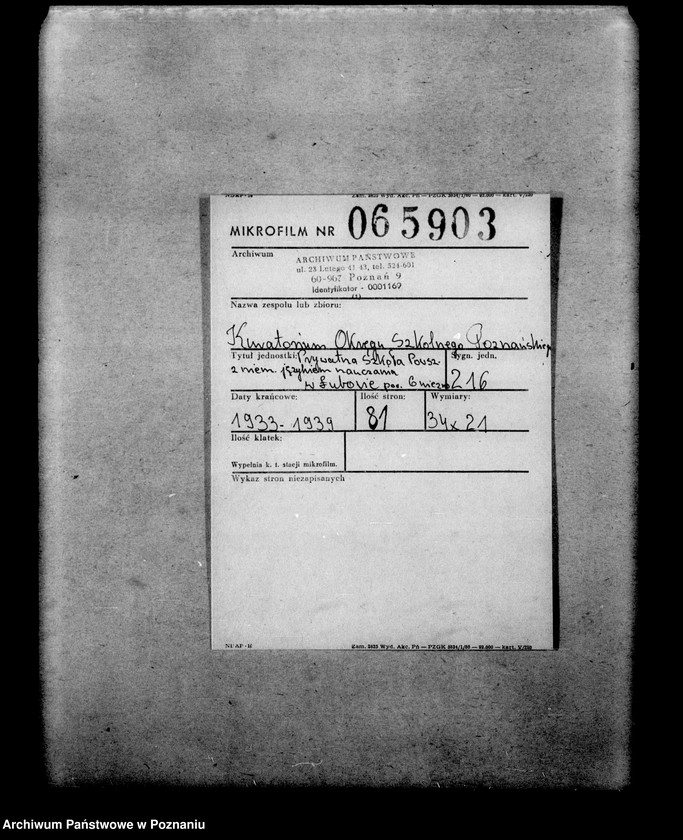 MIKROFILM NR 065903
Archiwum
ARCHIWUM PAŃSTWOWE
ul. 23 Lutego 41/43, tel. 524-601
60-967 Poznań 9
Identyfikator - 0001169
(1)
Nazwa zespołu lub zbioru:
Kuratorium Okręgu Szkolnego Poznańskiego
Tytuł jednostki: Prywatna Szkoła Powsz
z niem. językiem nauczania
w Łubowie pow. Gniezno
Sygn. jedn.
216
Daty krańcowe:
1933-1939
Ilość stron:
81
Wymiary:
34x21
Ilość klatek:
Wypełnia k. t. stacji mikrofilm.
Wykaz stron niezapisanych
Archiwum Państwowe w Poznaniu